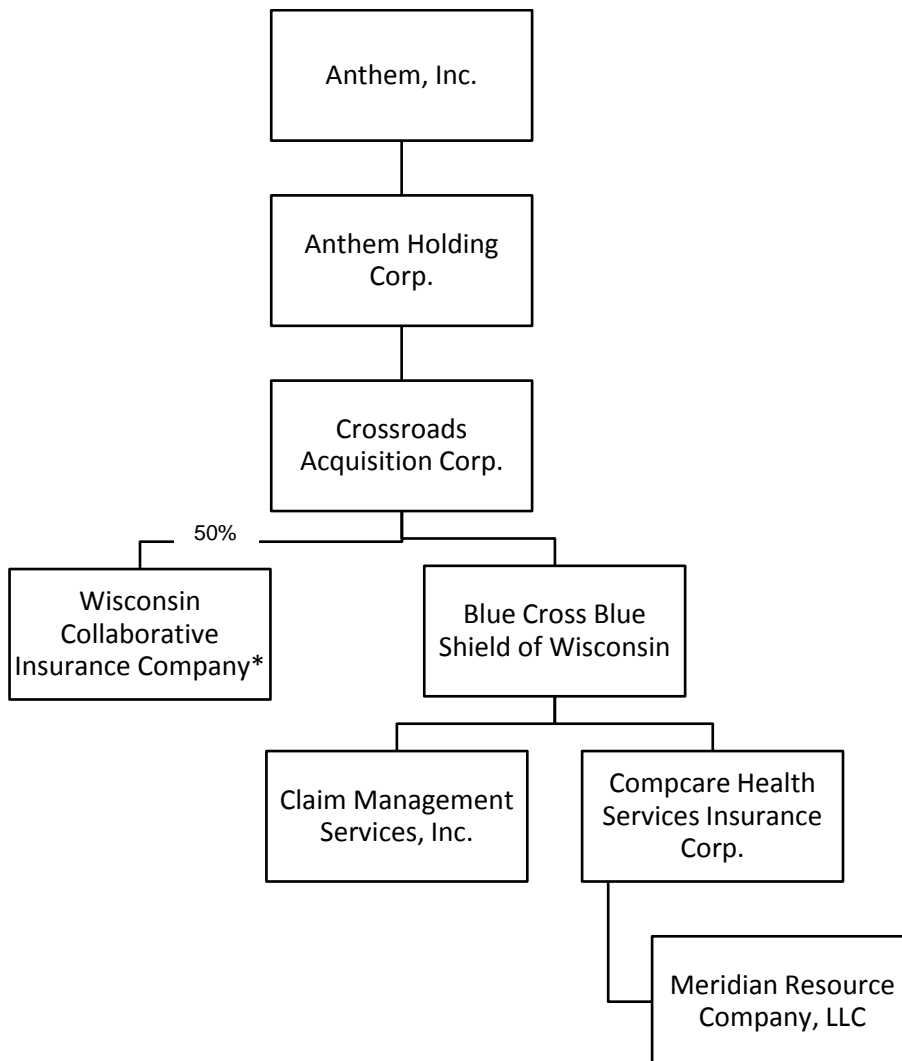 Anthem, Inc.
Anthem Holding
Corp.
Crossroads
Acquisition Corp.
50%
Wisconsin
Collaborative
Insurance Company*
Blue Cross Blue
Shield of Wisconsin
Claim Management
Services, Inc.
Compcare Health
Services Insurance
Corp.
Meridian Resource
Company, LLC